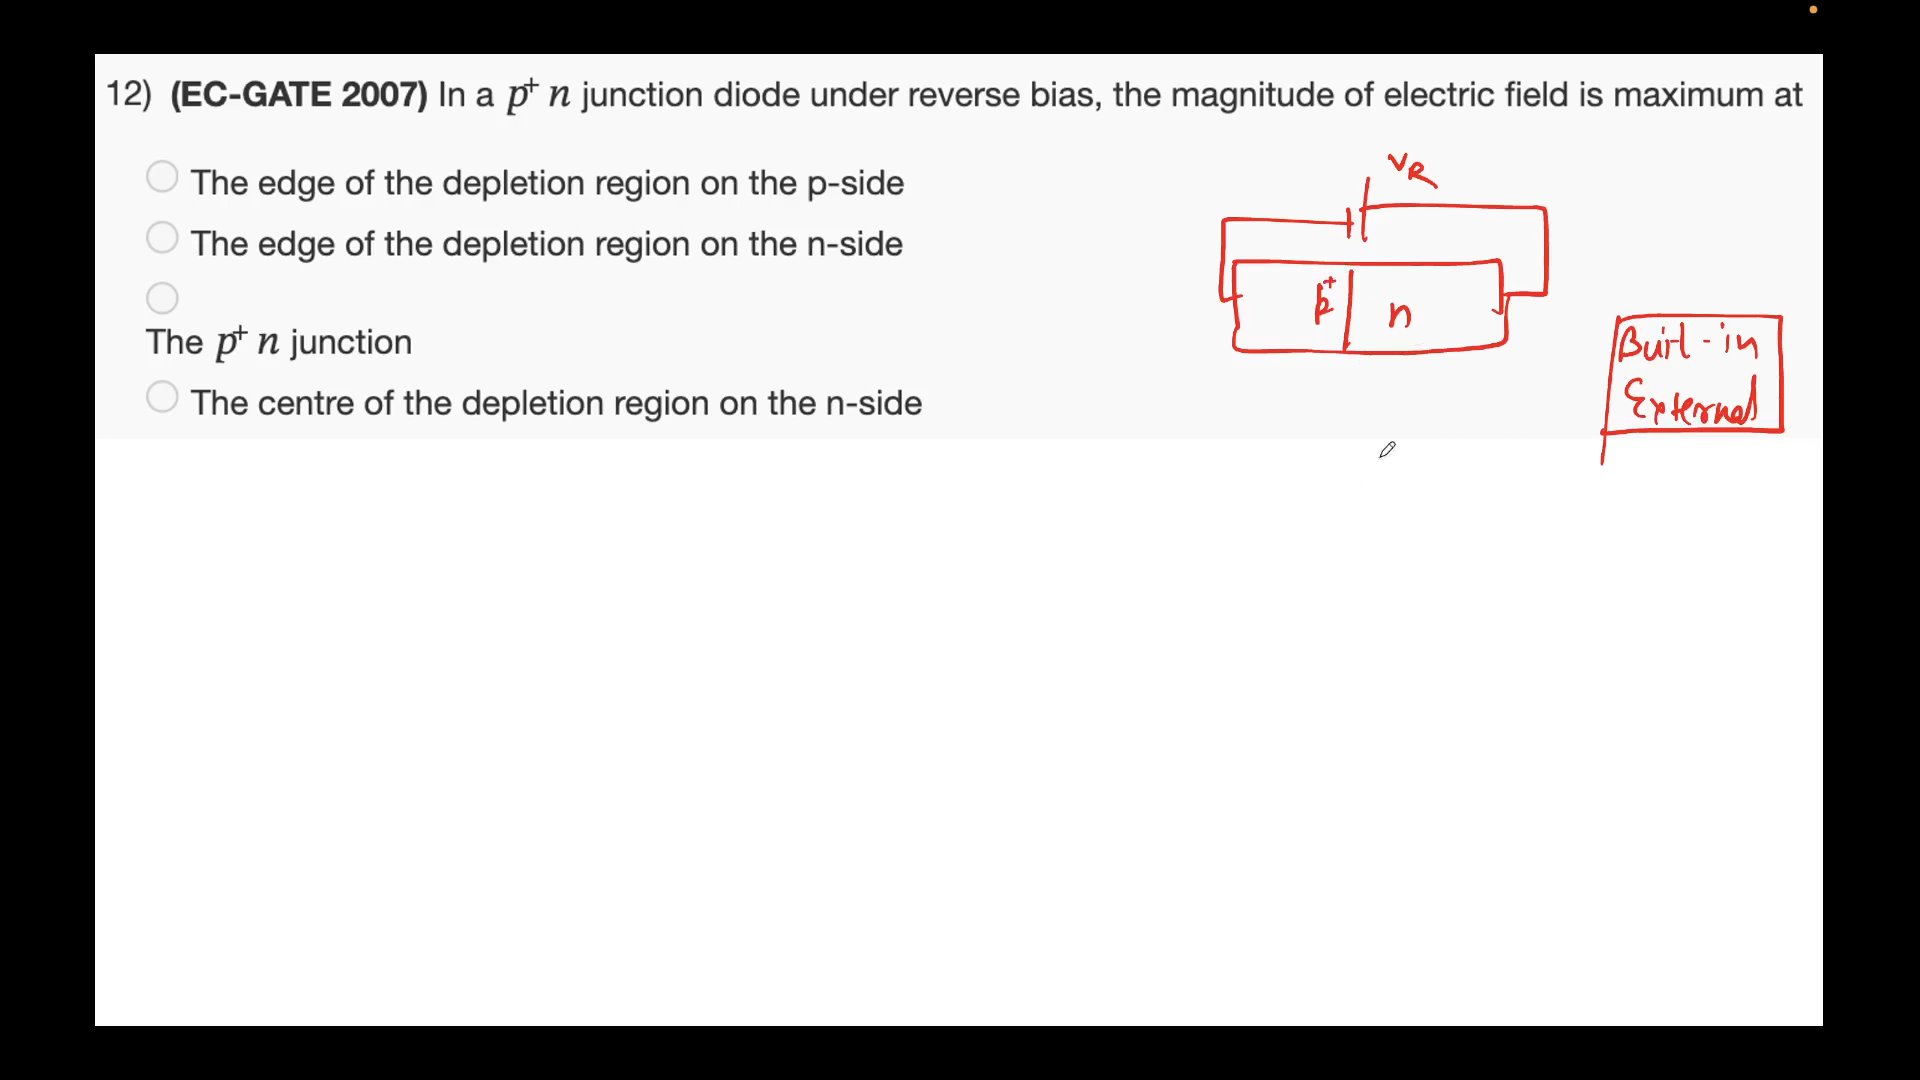 12) (EC-GATE 2007) In a p⁺ n junction diode under reverse bias, the magnitude of electric field is maximum at
The edge of the depletion region on the p-side
The edge of the depletion region on the n-side
The p⁺ n junction
The centre of the depletion region on the n-side
VR
p⁺ n
Built-in
External